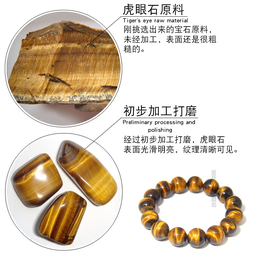 虎眼石原料
Tiger's eye raw material
刚挑选出来的宝石原料，
未经加工，表面还是很粗
糙的。
初步加工打磨
Preliminary processing and
polishing
经过初步加工打磨，虎眼石
表面光滑明亮，纹理清晰可见。